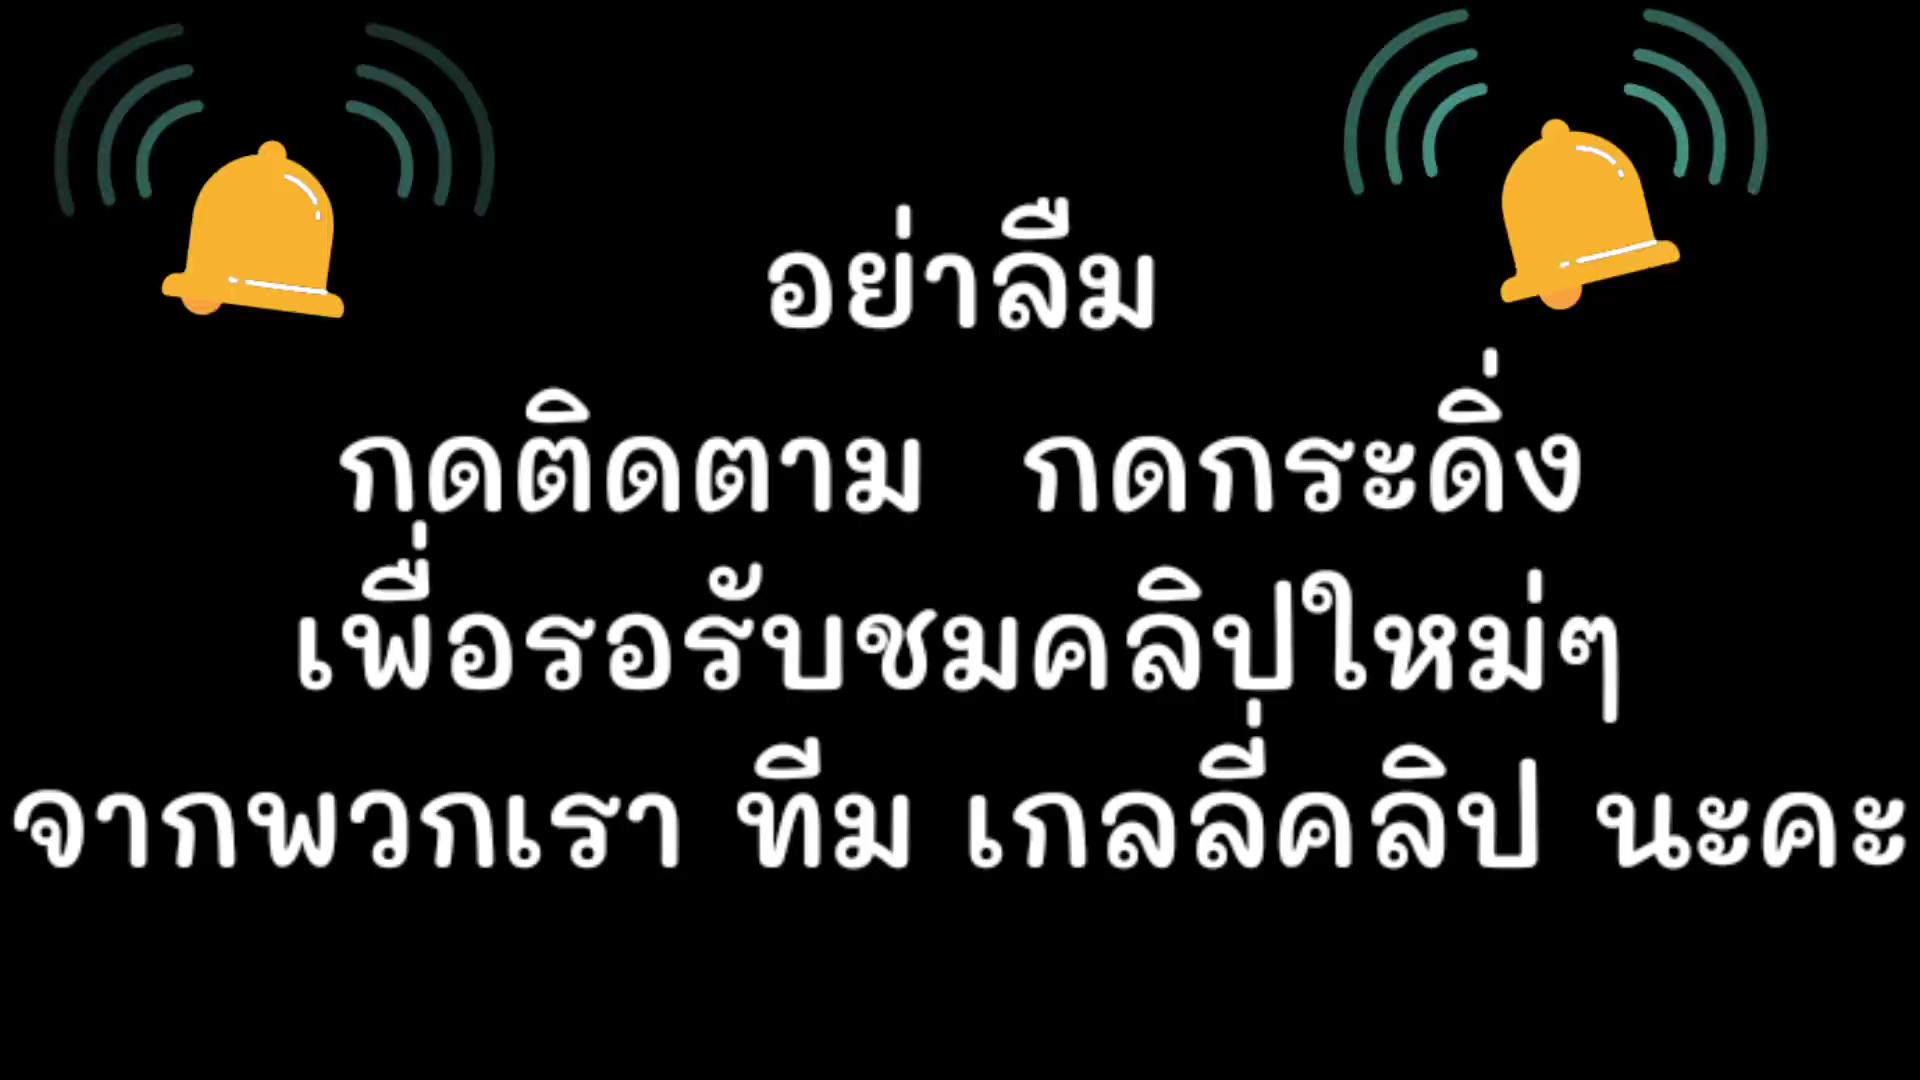 อย่าลืม
กดติดตาม กดกระดิ่ง
เพื่อรอรับชมคลิปใหม่ๆ
จากพวกเรา ทีม เกลลี่คลิป นะคะ